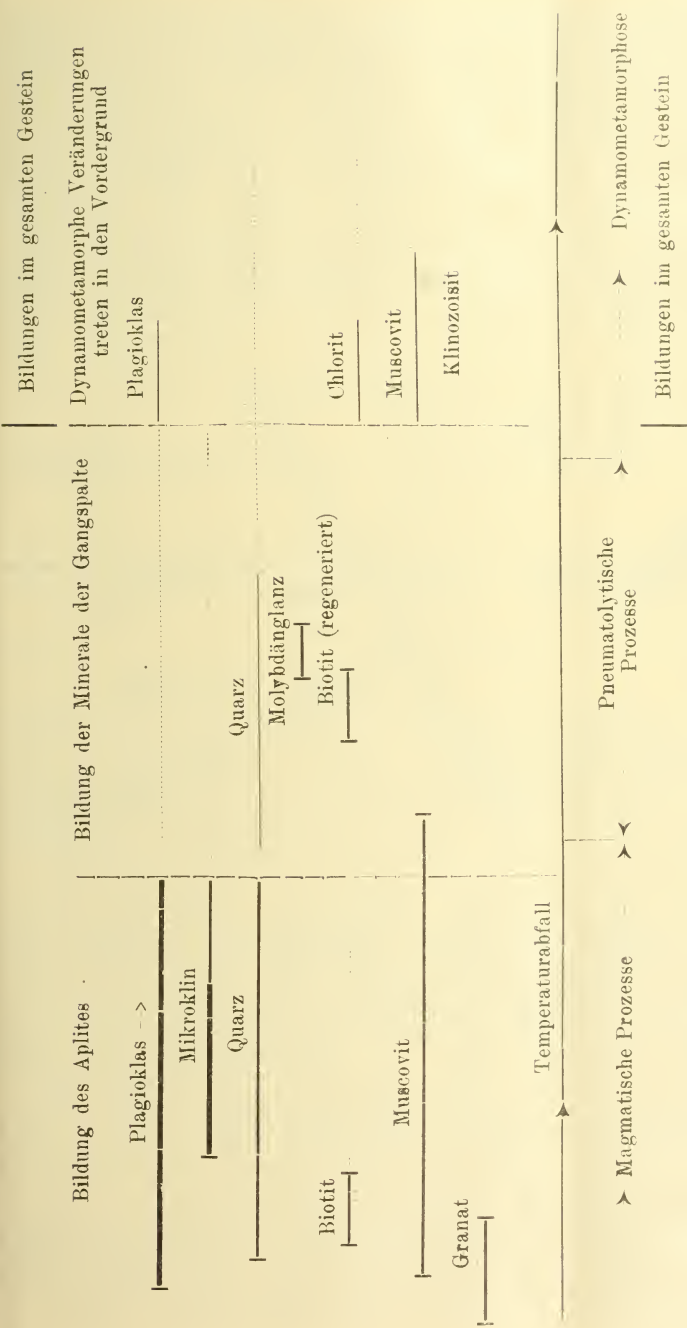 Bildungen im gesamten Gestein
Bildung des Aplites
Bildung der Minerale der Gangspalte
Dynamometamorphe Veränderungen
treten in den Vordergrund
Plagioklas -->
Plagioklas
Mikroklin
Quarz
Quarz
Molybdänglanz
Biotit
Biotit (regeneriert)
Chlorit
Muscovit
Muscovit
Granat
Klinozoisit
Temperaturabfall
Magmatische Prozesse
Pneumatolytische
Prozesse
Dynamometamorphose
Bildungen im gesamten Gestein